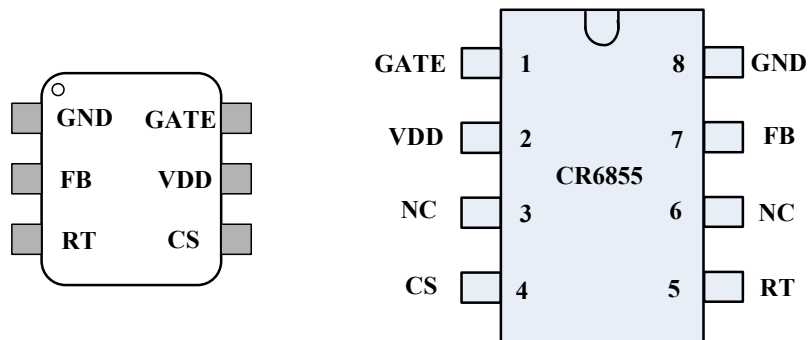 GND GATE
FB VDD
RT CS
GATE 1 8 GND
VDD 2 7 FB
CR6855
NC 3 6 NC
CS 4 5 RT